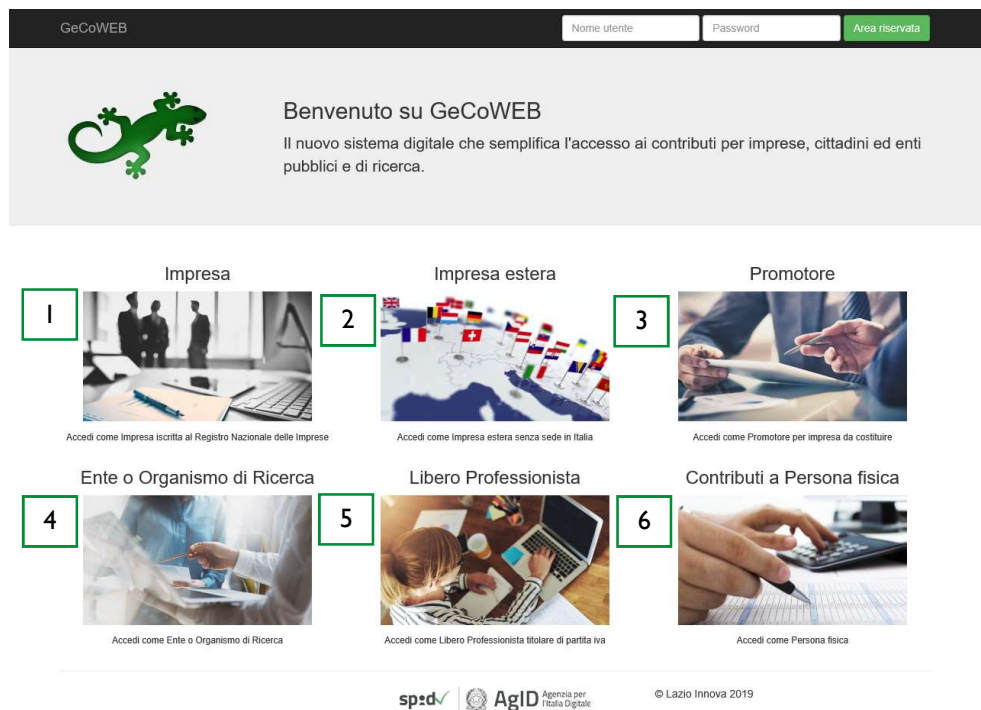 GeCoWEB
Nome utente
Password
Area riservata
Benvenuto su GeCoWEB
Il nuovo sistema digitale che semplifica l'accesso ai contributi per imprese, cittadini ed enti
pubblici e di ricerca.
Impresa
Impresa estera
Promotore
1
2
3
Accedi come Impresa iscritta al Registro Nazionale delle Imprese
Accedi come Impresa estera senza sede in Italia
Accedi come Promotore per impresa da costituire
Ente o Organismo di Ricerca
Libero Professionista
Contributi a Persona fisica
4
5
6
Accedi come Ente o Organismo di Ricerca
Accedi come Libero Professionista titolare di partita iva
Accedi come Persona fisica
sp:d
AgID
Agenzia per
l'Italia Digitale
© Lazio Innova 2019